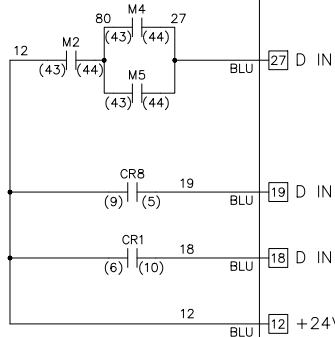 80 M4 27
12 M2 (43) (44)
(43) (44) M5 27 D IN
(43) (44) BLU
CR8 19 19 D IN
(9) (5) BLU
CR1 18 18 D IN
(6) (10) BLU
12 12 +24V
BLU